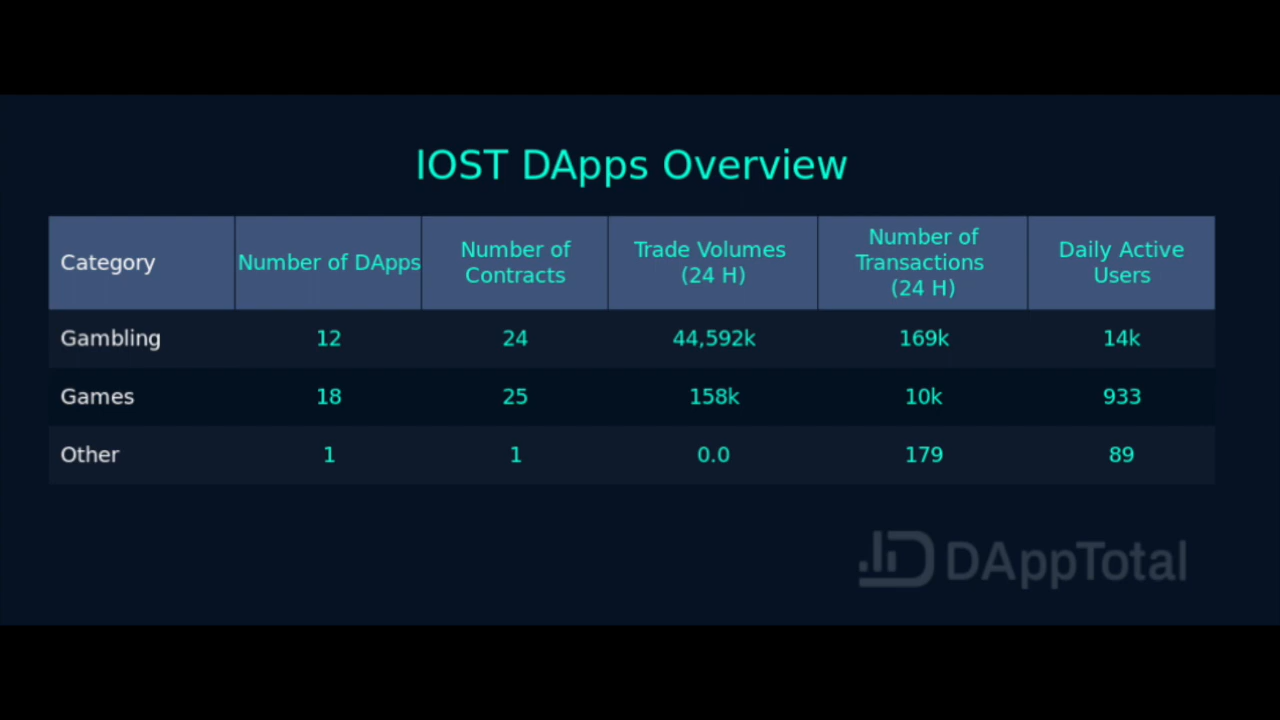 IOST DApps Overview
Category
Number of DApps
Number of
Contracts
Trade Volumes
(24 H)
Number of
Transactions
(24 H)
Daily Active
Users
Gambling 12 24 44,592k 169k 14k
Games 18 25 158k 10k 933
Other 1 1 0.0 179 89
DAppTotal